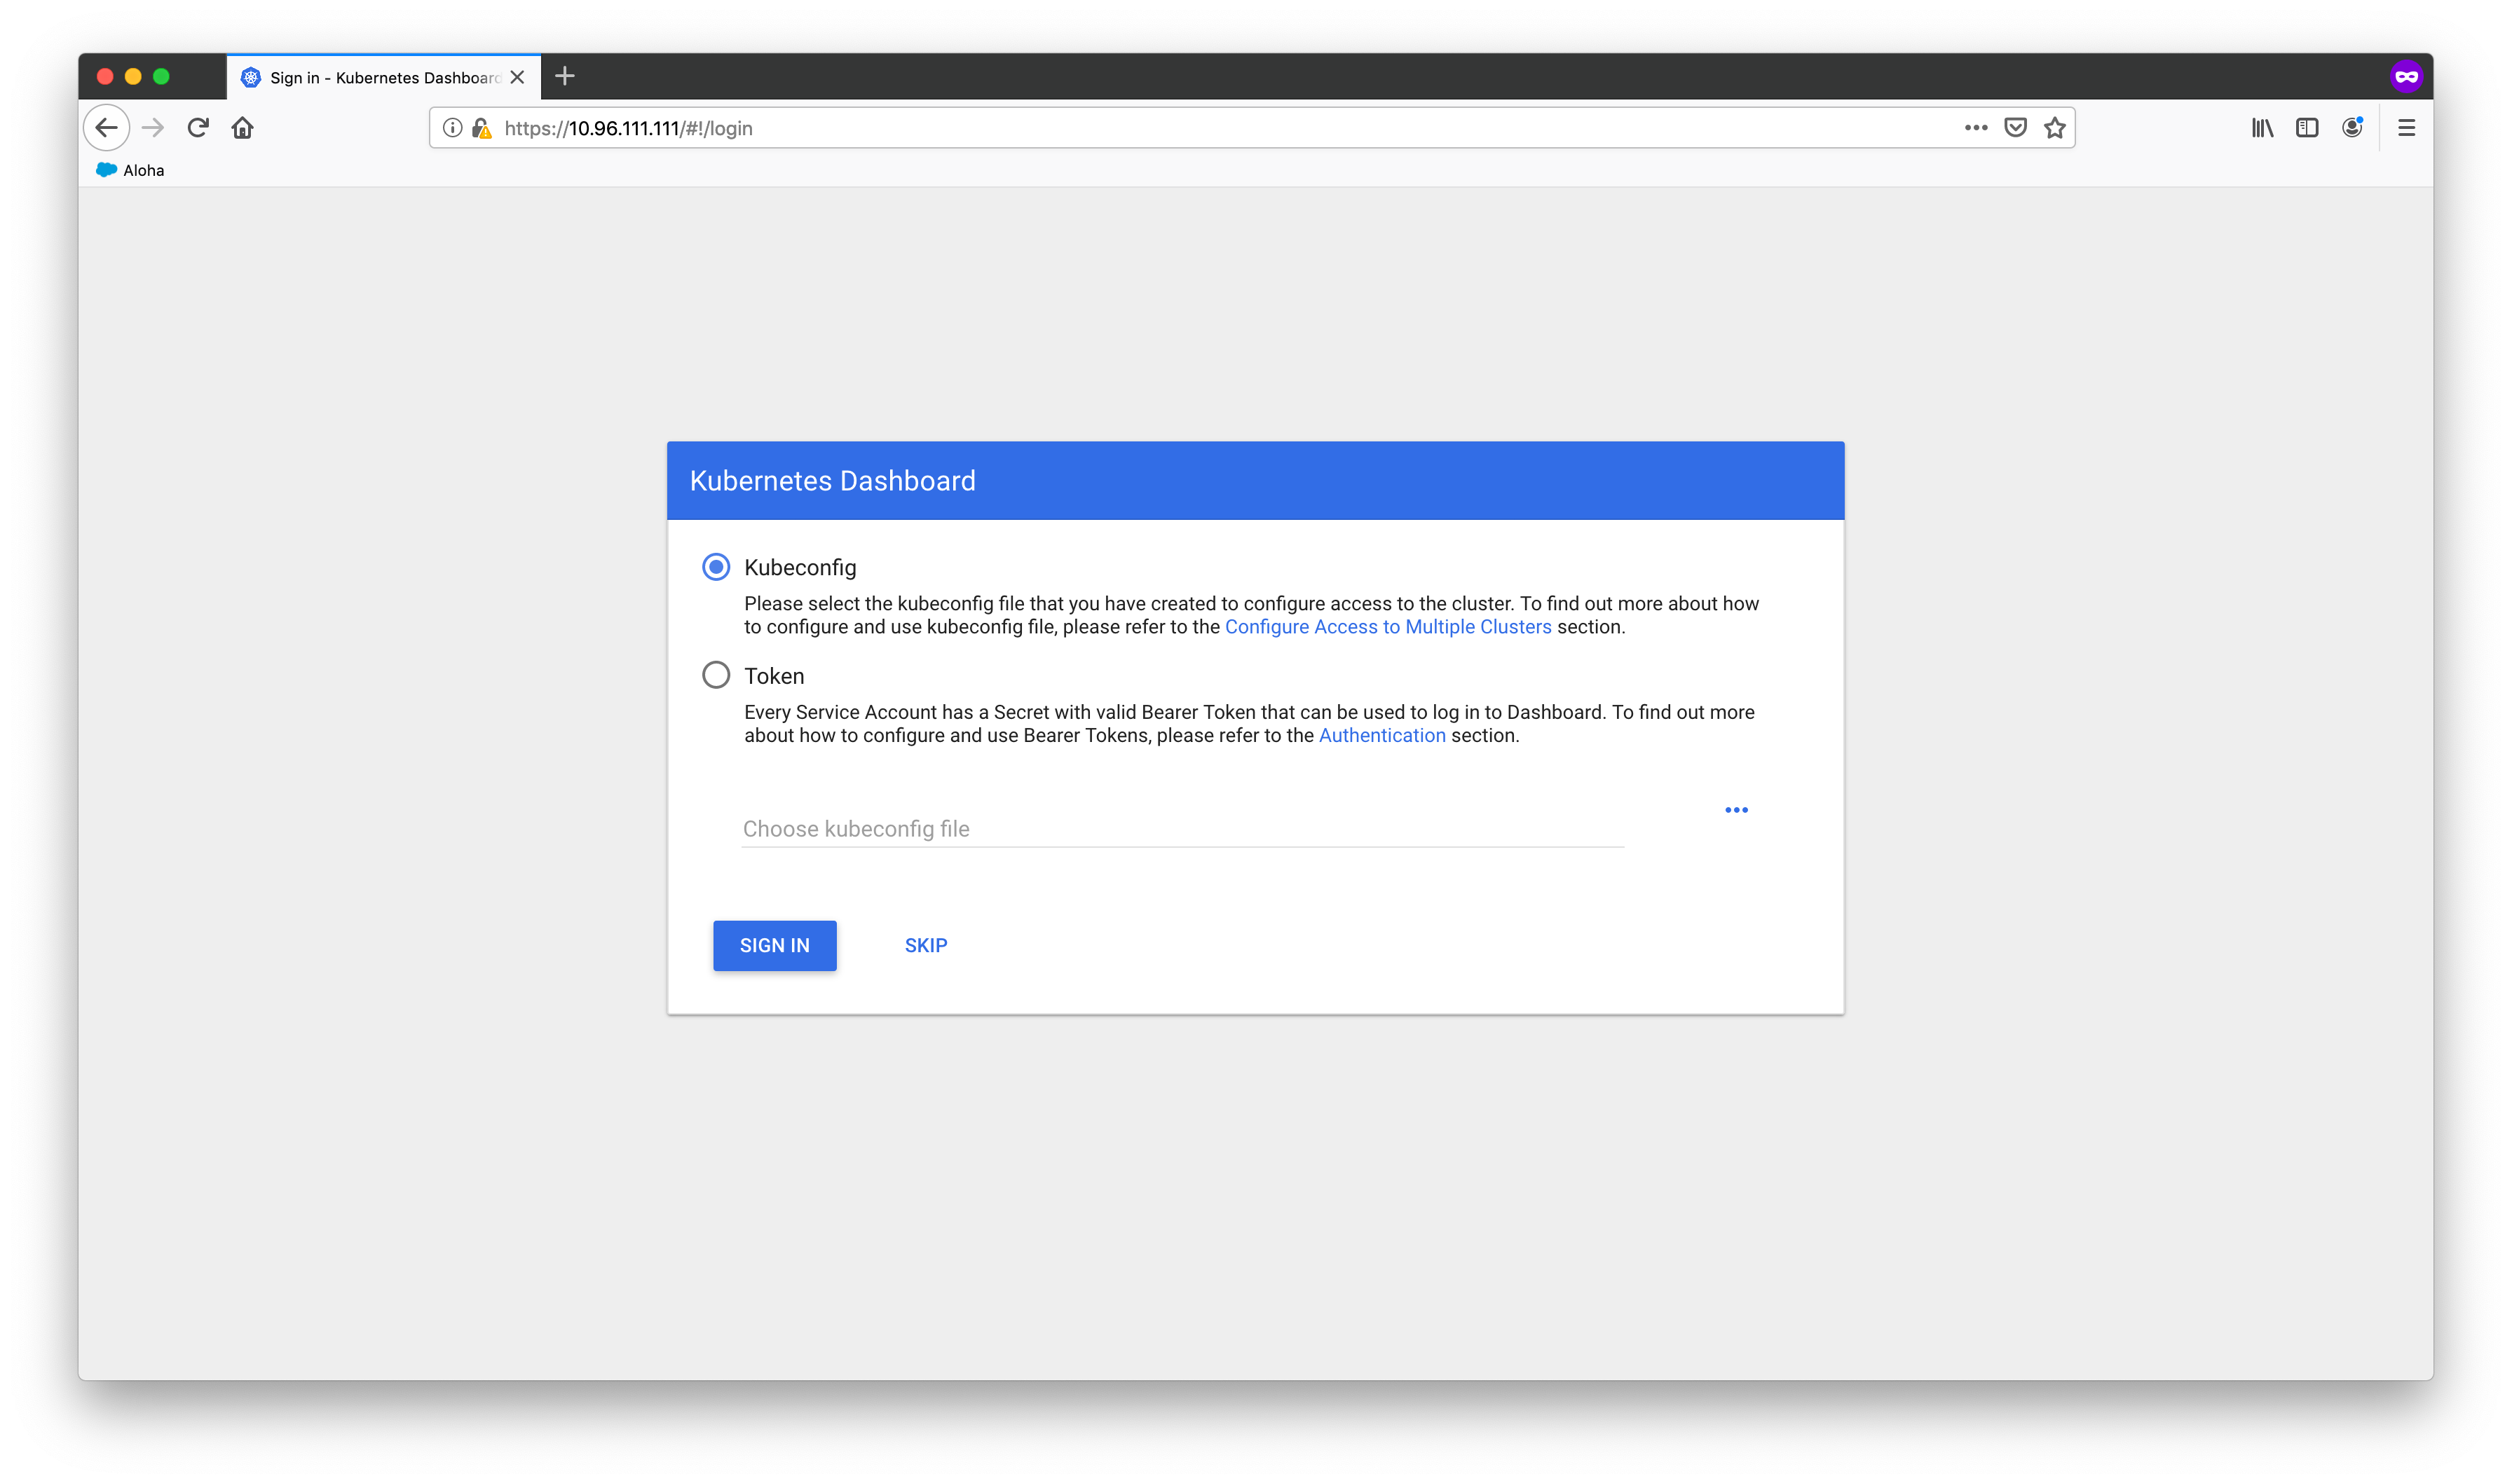 Sign in - Kubernetes Dashboard
https://10.96.111.111/#!/login
Aloha
Kubernetes Dashboard
Kubeconfig
Please select the kubeconfig file that you have created to configure access to the cluster. To find out more about how
to configure and use kubeconfig file, please refer to the Configure Access to Multiple Clusters section.
Token
Every Service Account has a Secret with valid Bearer Token that can be used to log in to Dashboard. To find out more
about how to configure and use Bearer Tokens, please refer to the Authentication section.
Choose kubeconfig file
SIGN IN SKIP